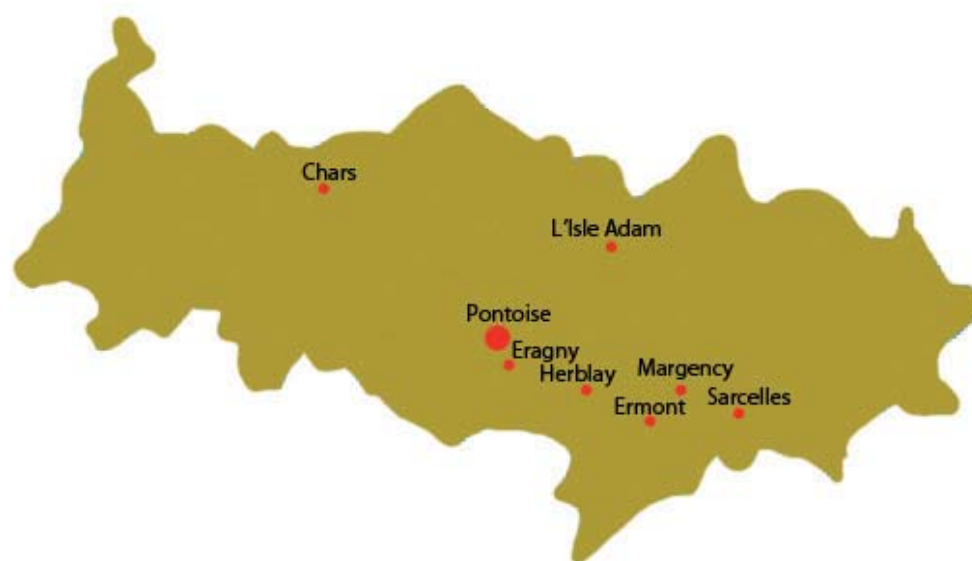 Chars
L'Isle Adam
Pontoise
Eragny
Herblay
Margency
Ermont
Sarcelles